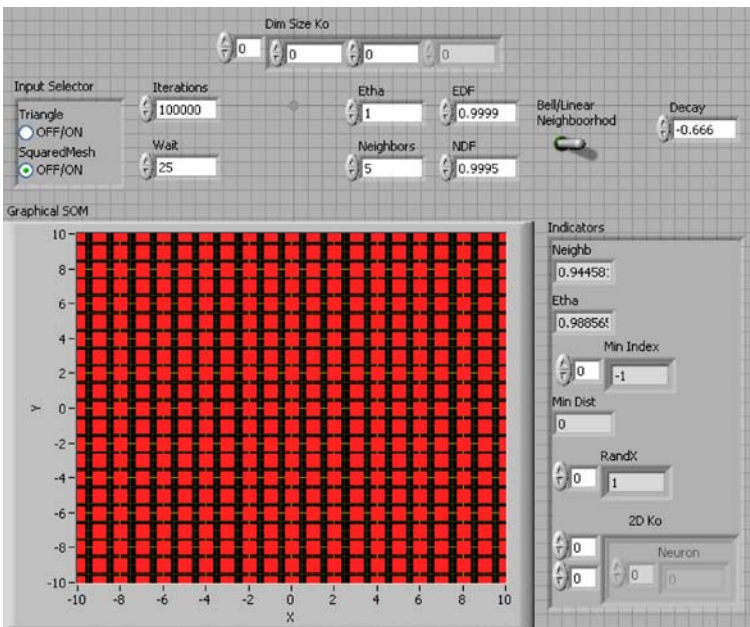 Dim Size Ko
0 0 0 0
Input Selector Iterations Etha EDF
Triangle 100000 1 0.9999 Bell/Linear Decay
OFF/ON Neighboorhod -0.666
SquaredMesh Wait Neighbors NDF
OFF/ON 25 5 0.9995
Graphical SOM
10
8
6
4
2
0
-2
-4
-6
-8
-10
Y
-10 -8 -6 -4 -2 0 2 4 6 8 10
X
Indicators
Neighb
0.94458
Etha
0.98856
Min Index
0 -1
Min Dist
0
RandX
0 1
2D Ko
0 Neuron
0 0 0